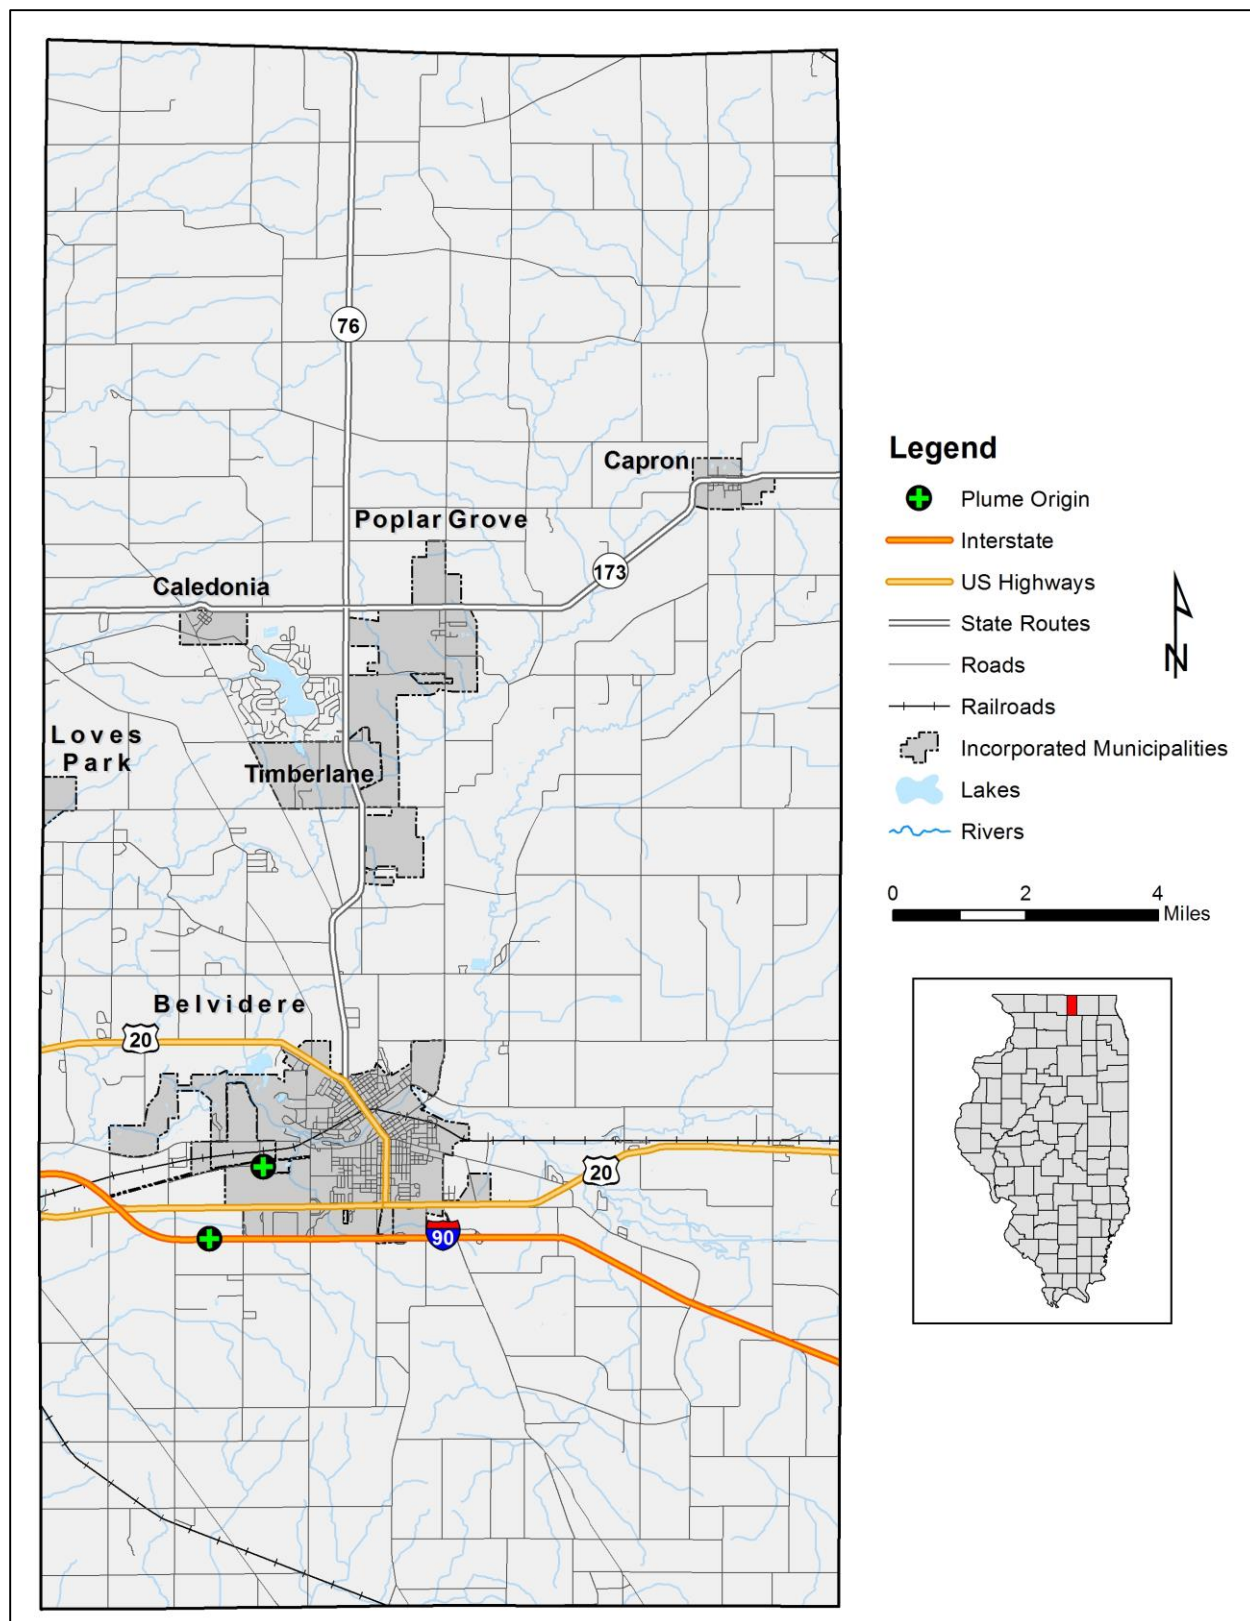 76
Capron
Poplar Grove
173
Caledonia
Loves
Park
Timberlane
Belvidere
20
20
90
Legend
Plume Origin
Interstate
US Highways
State Routes
Roads
Railroads
Incorporated Municipalities
Lakes
Rivers
N
0 2 4
Miles